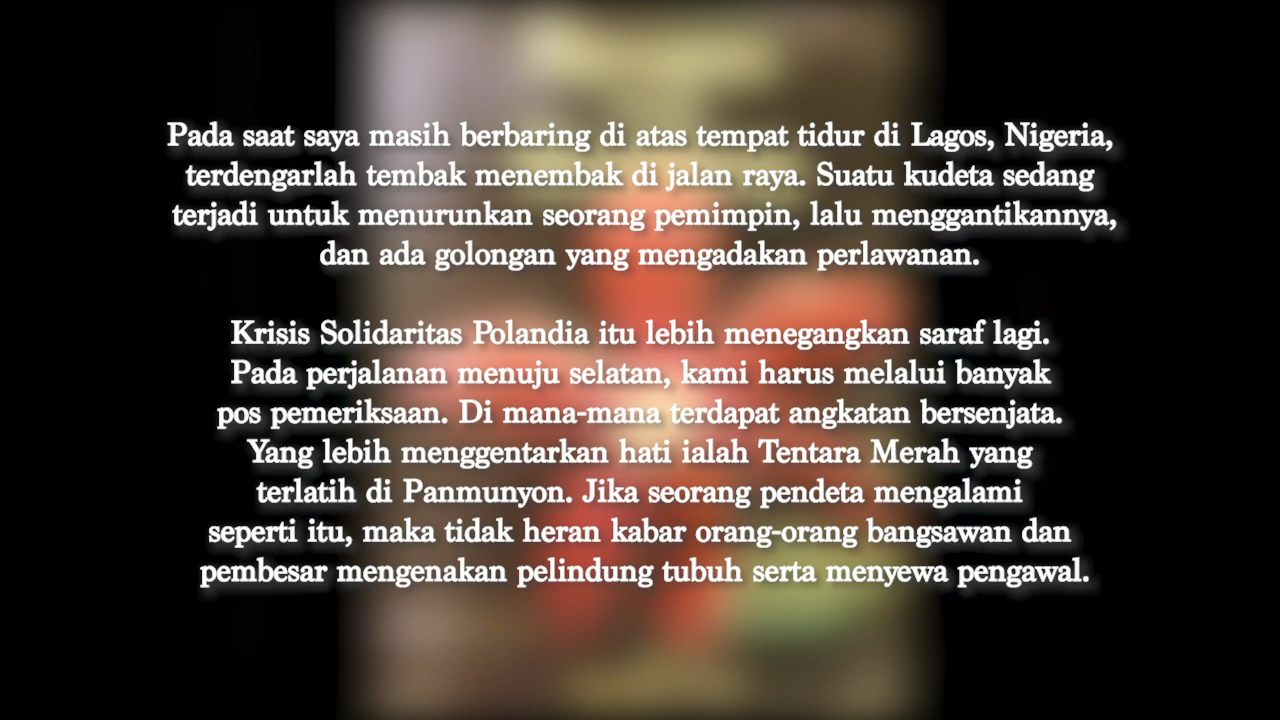 Pada saat saya masih berbaring di atas tempat tidur di Lagos, Nigeria,
terdengarlah tembak menembak di jalan raya. Suatu kudeta sedang
terjadi untuk menurunkan seorang pemimpin, lalu menggantikannya,
dan ada golongan yang mengadakan perlawanan.
Krisis Solidaritas Polandia itu lebih menegangkan saraf lagi.
Pada perjalanan menuju selatan, kami harus melalui banyak
pos pemeriksaan. Di mana-mana terdapat angkatan bersenjata.
Yang lebih menggentarkan hati ialah Tentara Merah yang
terlatih di Panmunyon. Jika seorang pendeta mengalami
seperti itu, maka tidak heran kabar orang-orang bangsawan dan
pembesar mengenakan pelindung tubuh serta menyewa pengawal.